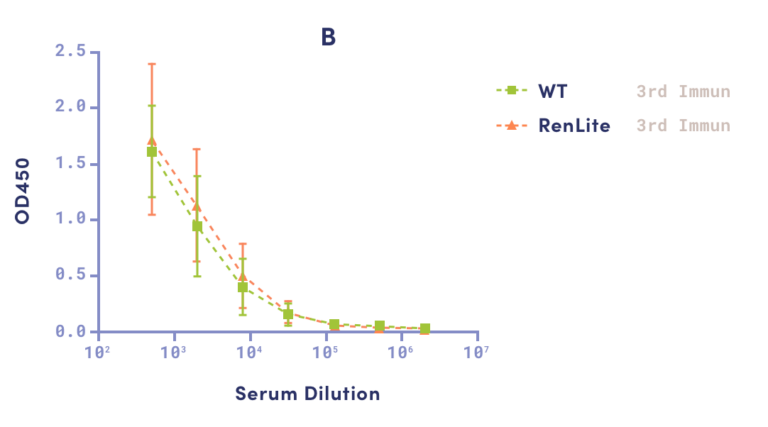 B
2.5
2.0
1.5
1.0
0.5
0.0
OD450
10² 10³ 10⁴ 10⁵ 10⁶ 10⁷
Serum Dilution
WT 3rd Immun
RenLite 3rd Immun